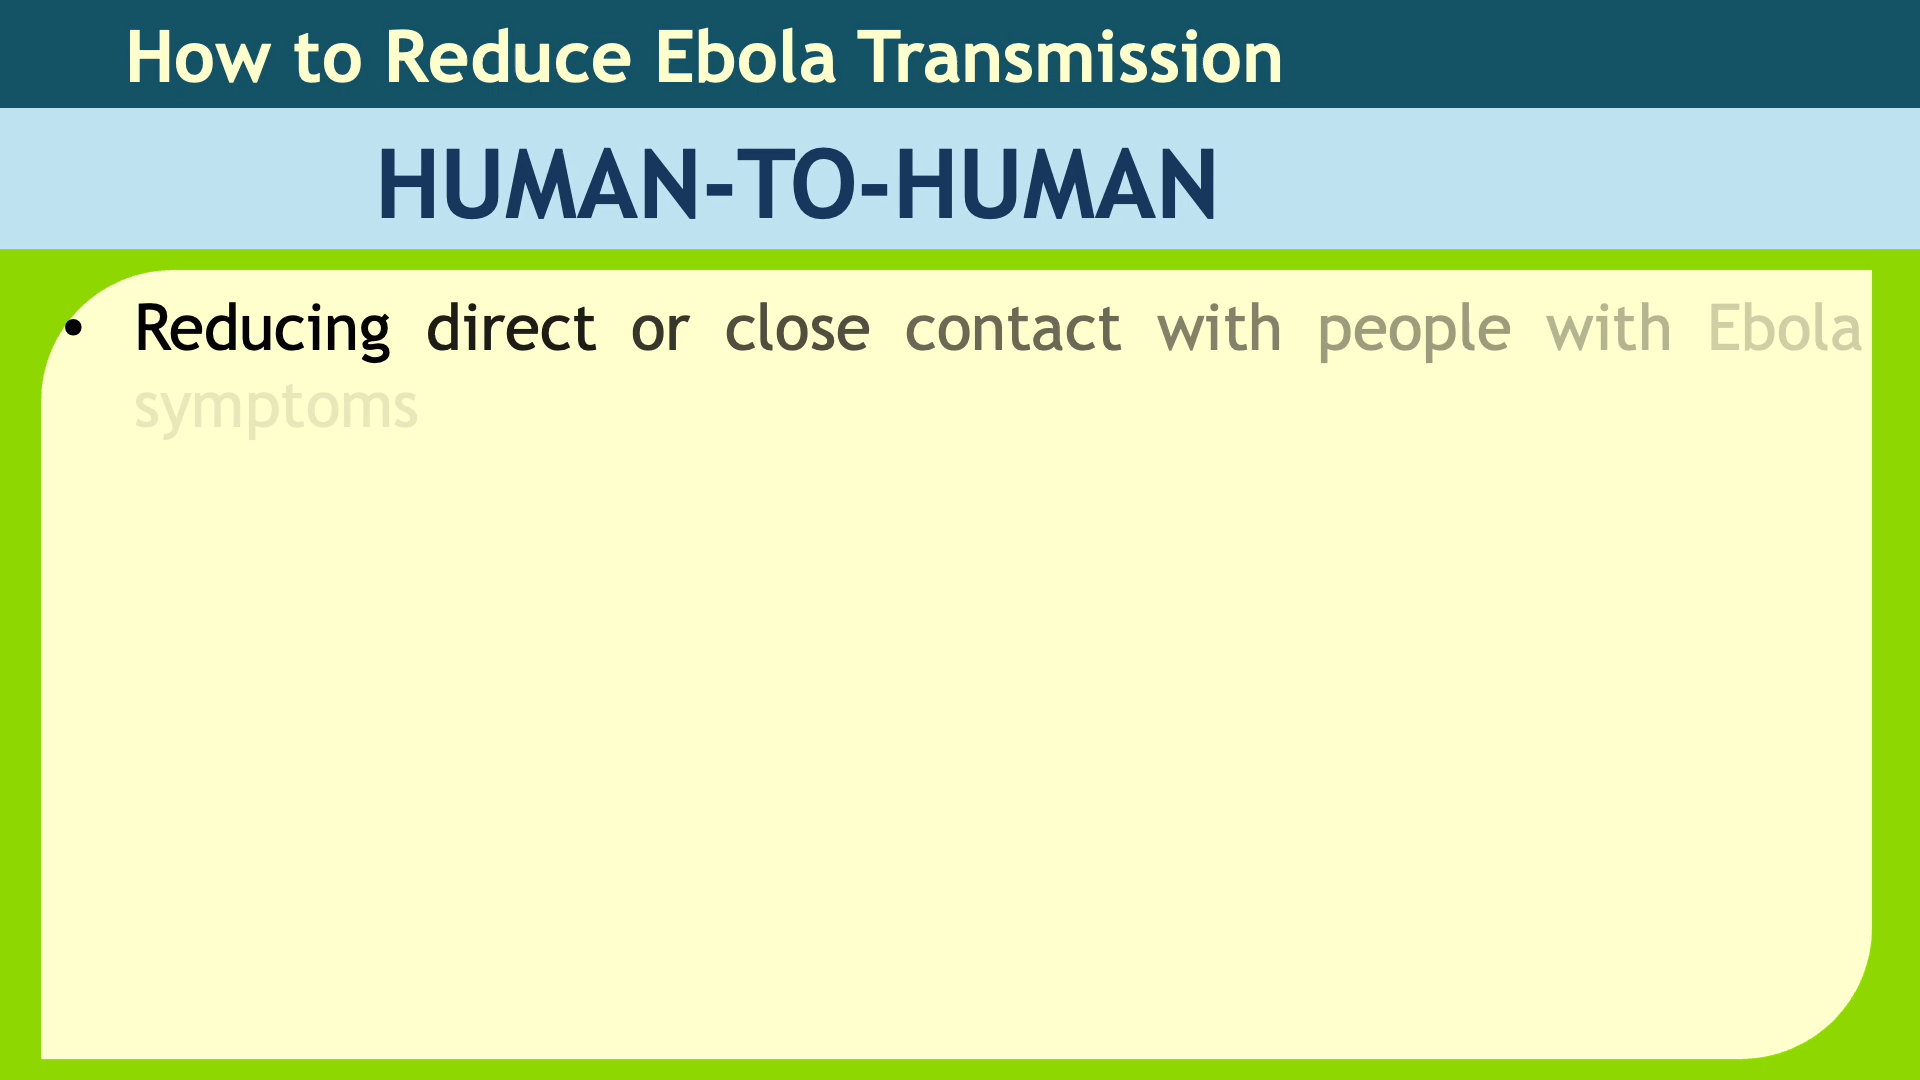 How to Reduce Ebola Transmission
HUMAN-TO-HUMAN
• Reducing direct or close contact with people with Ebola
symptoms